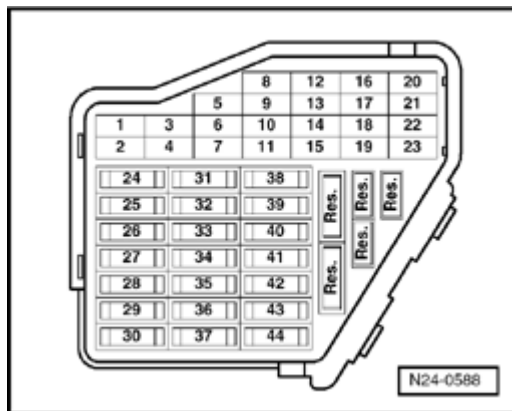 8 12 16 20
5 9 13 17 21
1 3 6 10 14 18 22
2 4 7 11 15 19 23
24 31 38
25 32 39
26 33 40
27 34 41
28 35 42
29 36 43
30 37 44
Res. Res. Res.
Res. Res.
N24-0588